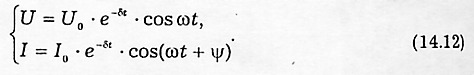 U = U₀ · e^{-δt} · cos ωt,
I = I₀ · e^{-δt} · cos(ωt + ψ).
(14.12)